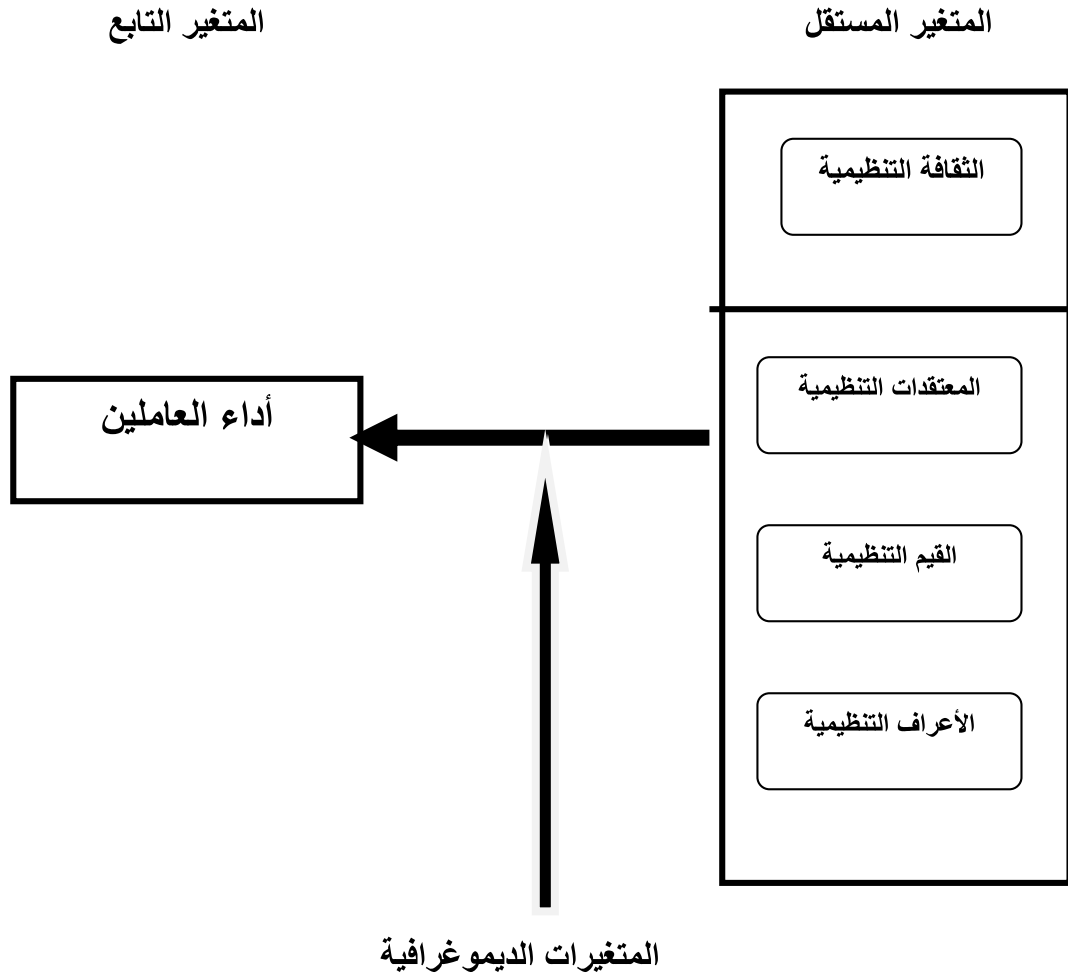 المتغير المستقل
المتغير التابع
الثقافة التنظيمية
المعتقدات التنظيمية
أداء العاملين
القيم التنظيمية
الأعراف التنظيمية
المتغيرات الديموغرافية